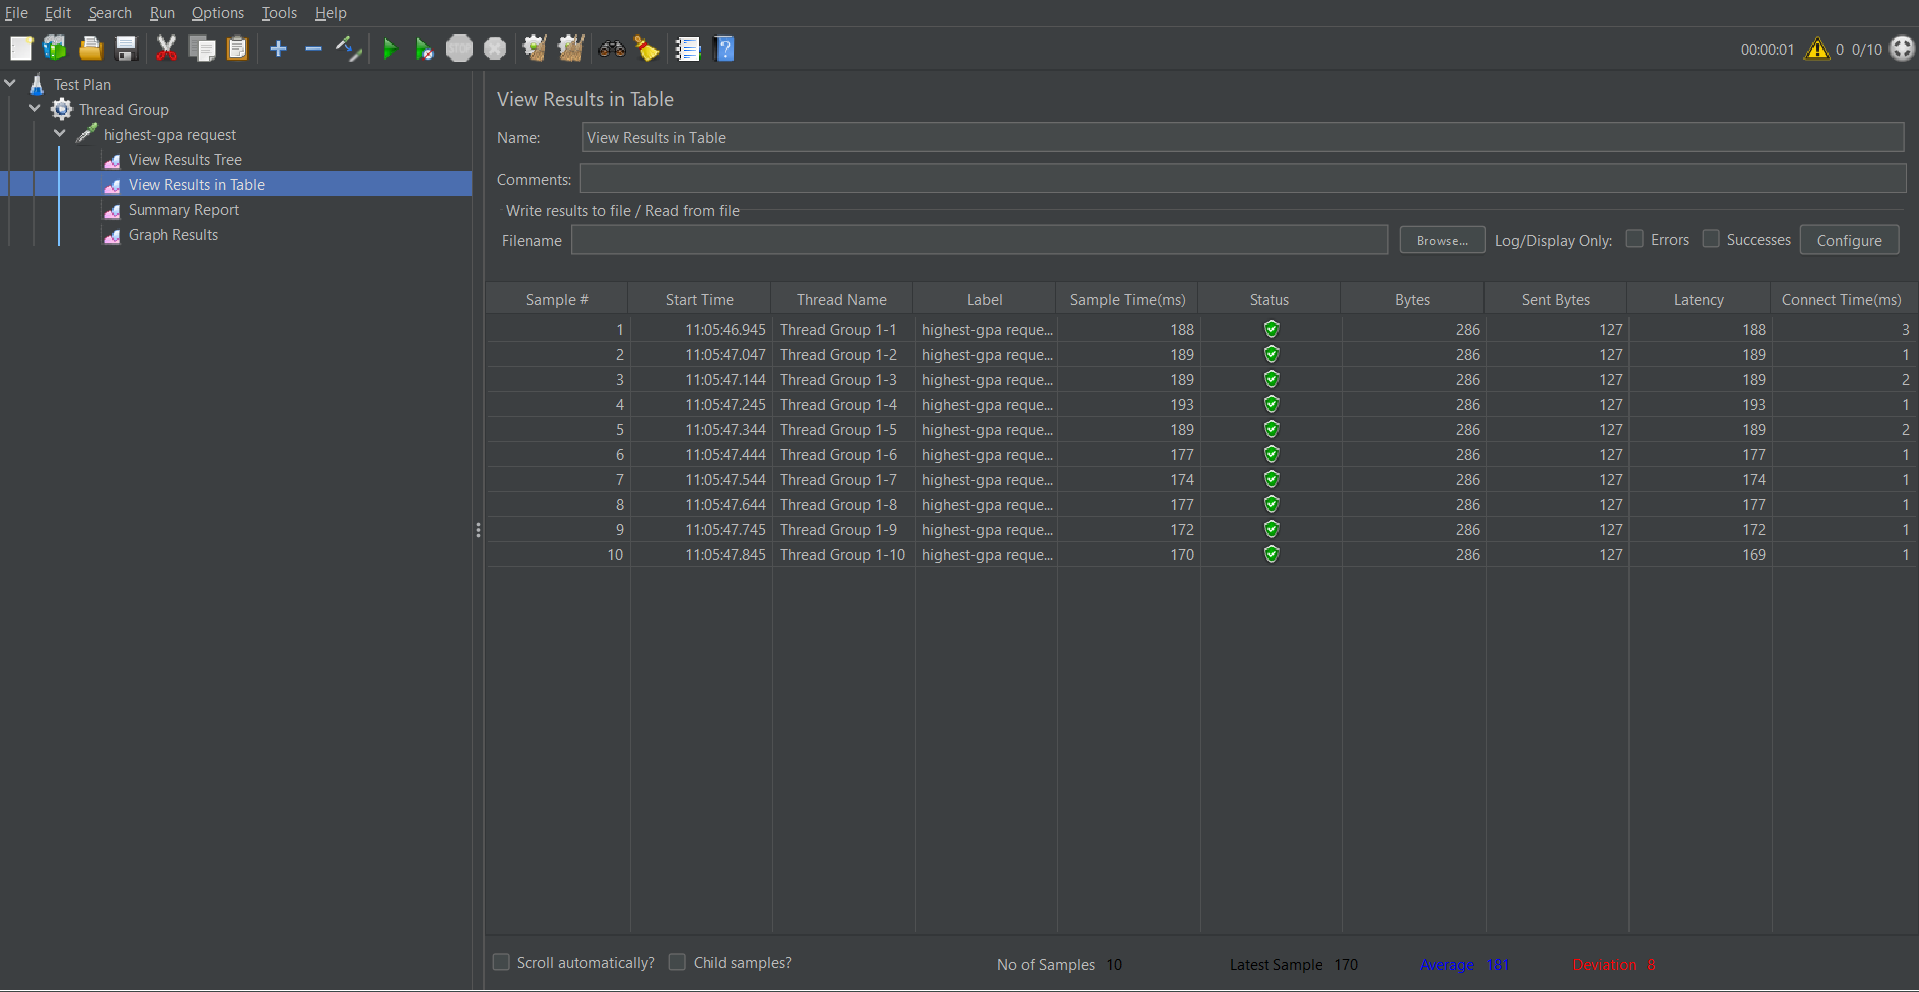 File Edit Search Run Options Tools Help
STOP
00:00:01 0 0/10
Test Plan
Thread Group
highest-gpa request
View Results Tree
View Results in Table
Summary Report
Graph Results
View Results in Table
Name: View Results in Table
Comments:
Write results to file / Read from file
Filename Browse... Log/Display Only: Errors Successes Configure
Sample # Start Time Thread Name Label Sample Time(ms) Status Bytes Sent Bytes Latency Connect Time(ms)
1 11:05:46.945 Thread Group 1-1 highest-gpa reque... 188 286 127 188 3
2 11:05:47.047 Thread Group 1-2 highest-gpa reque... 189 286 127 189 1
3 11:05:47.144 Thread Group 1-3 highest-gpa reque... 189 286 127 189 2
4 11:05:47.245 Thread Group 1-4 highest-gpa reque... 193 286 127 193 1
5 11:05:47.344 Thread Group 1-5 highest-gpa reque... 189 286 127 189 2
6 11:05:47.444 Thread Group 1-6 highest-gpa reque... 177 286 127 177 1
7 11:05:47.544 Thread Group 1-7 highest-gpa reque... 174 286 127 174 1
8 11:05:47.644 Thread Group 1-8 highest-gpa reque... 177 286 127 177 1
9 11:05:47.745 Thread Group 1-9 highest-gpa reque... 172 286 127 172 1
10 11:05:47.845 Thread Group 1-10 highest-gpa reque... 170 286 127 169 1
Scroll automatically? Child samples? No of Samples 10 Latest Sample 170 Average 181 Deviation 8